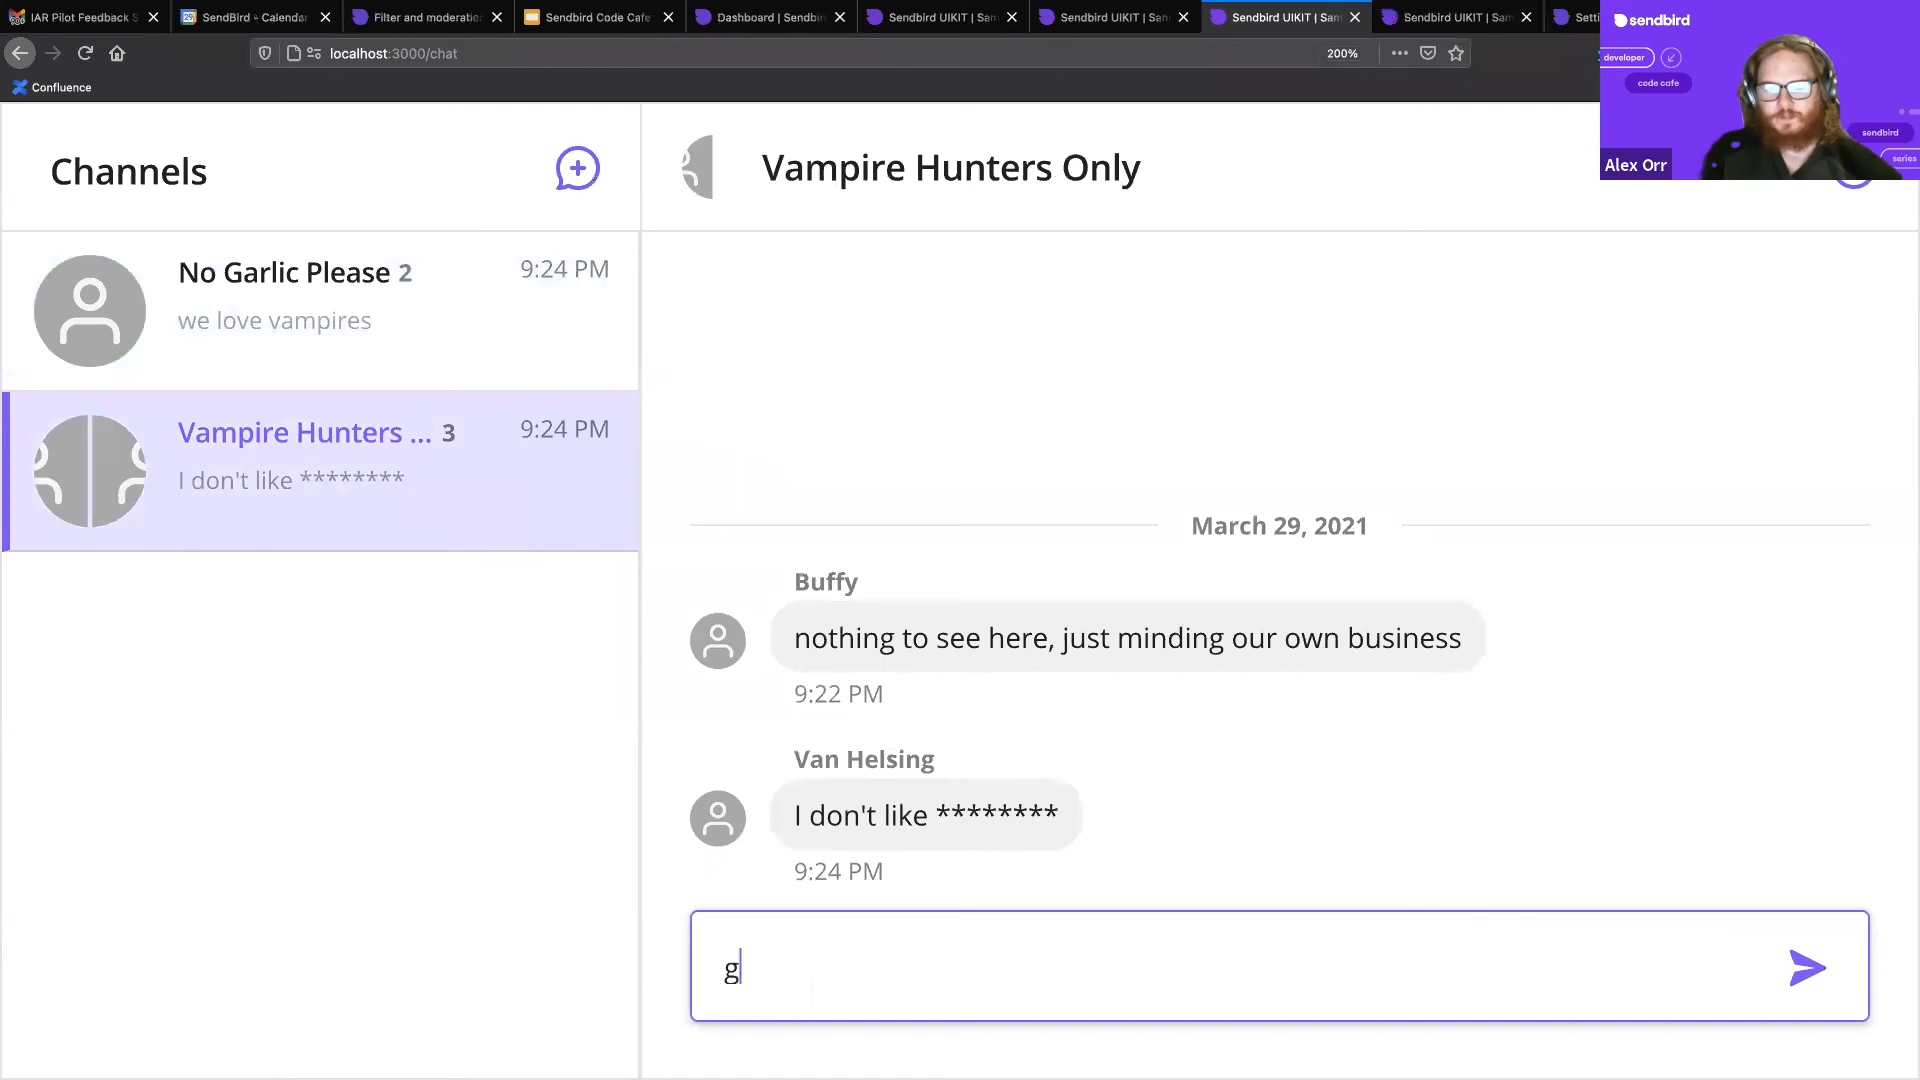 IAR Pilot Feedback S
SendBird - Calendar
Filter and moderatio
Sendbird Code Cafe
Dashboard | Sendbir
Sendbird UIKIT | Sam
Sendbird UIKIT | Sam
Sendbird UIKIT | Sam
Sendbird UIKIT | Sam
Setti
localhost:3000/chat
200%
Confluence
sendbird
developer
code cafe
sendbird
series
Alex Orr
Channels
No Garlic Please 2
9:24 PM
we love vampires
Vampire Hunters ... 3
9:24 PM
I don't like ********
Vampire Hunters Only
March 29, 2021
Buffy
nothing to see here, just minding our own business
9:22 PM
Van Helsing
I don't like ********
9:24 PM
g